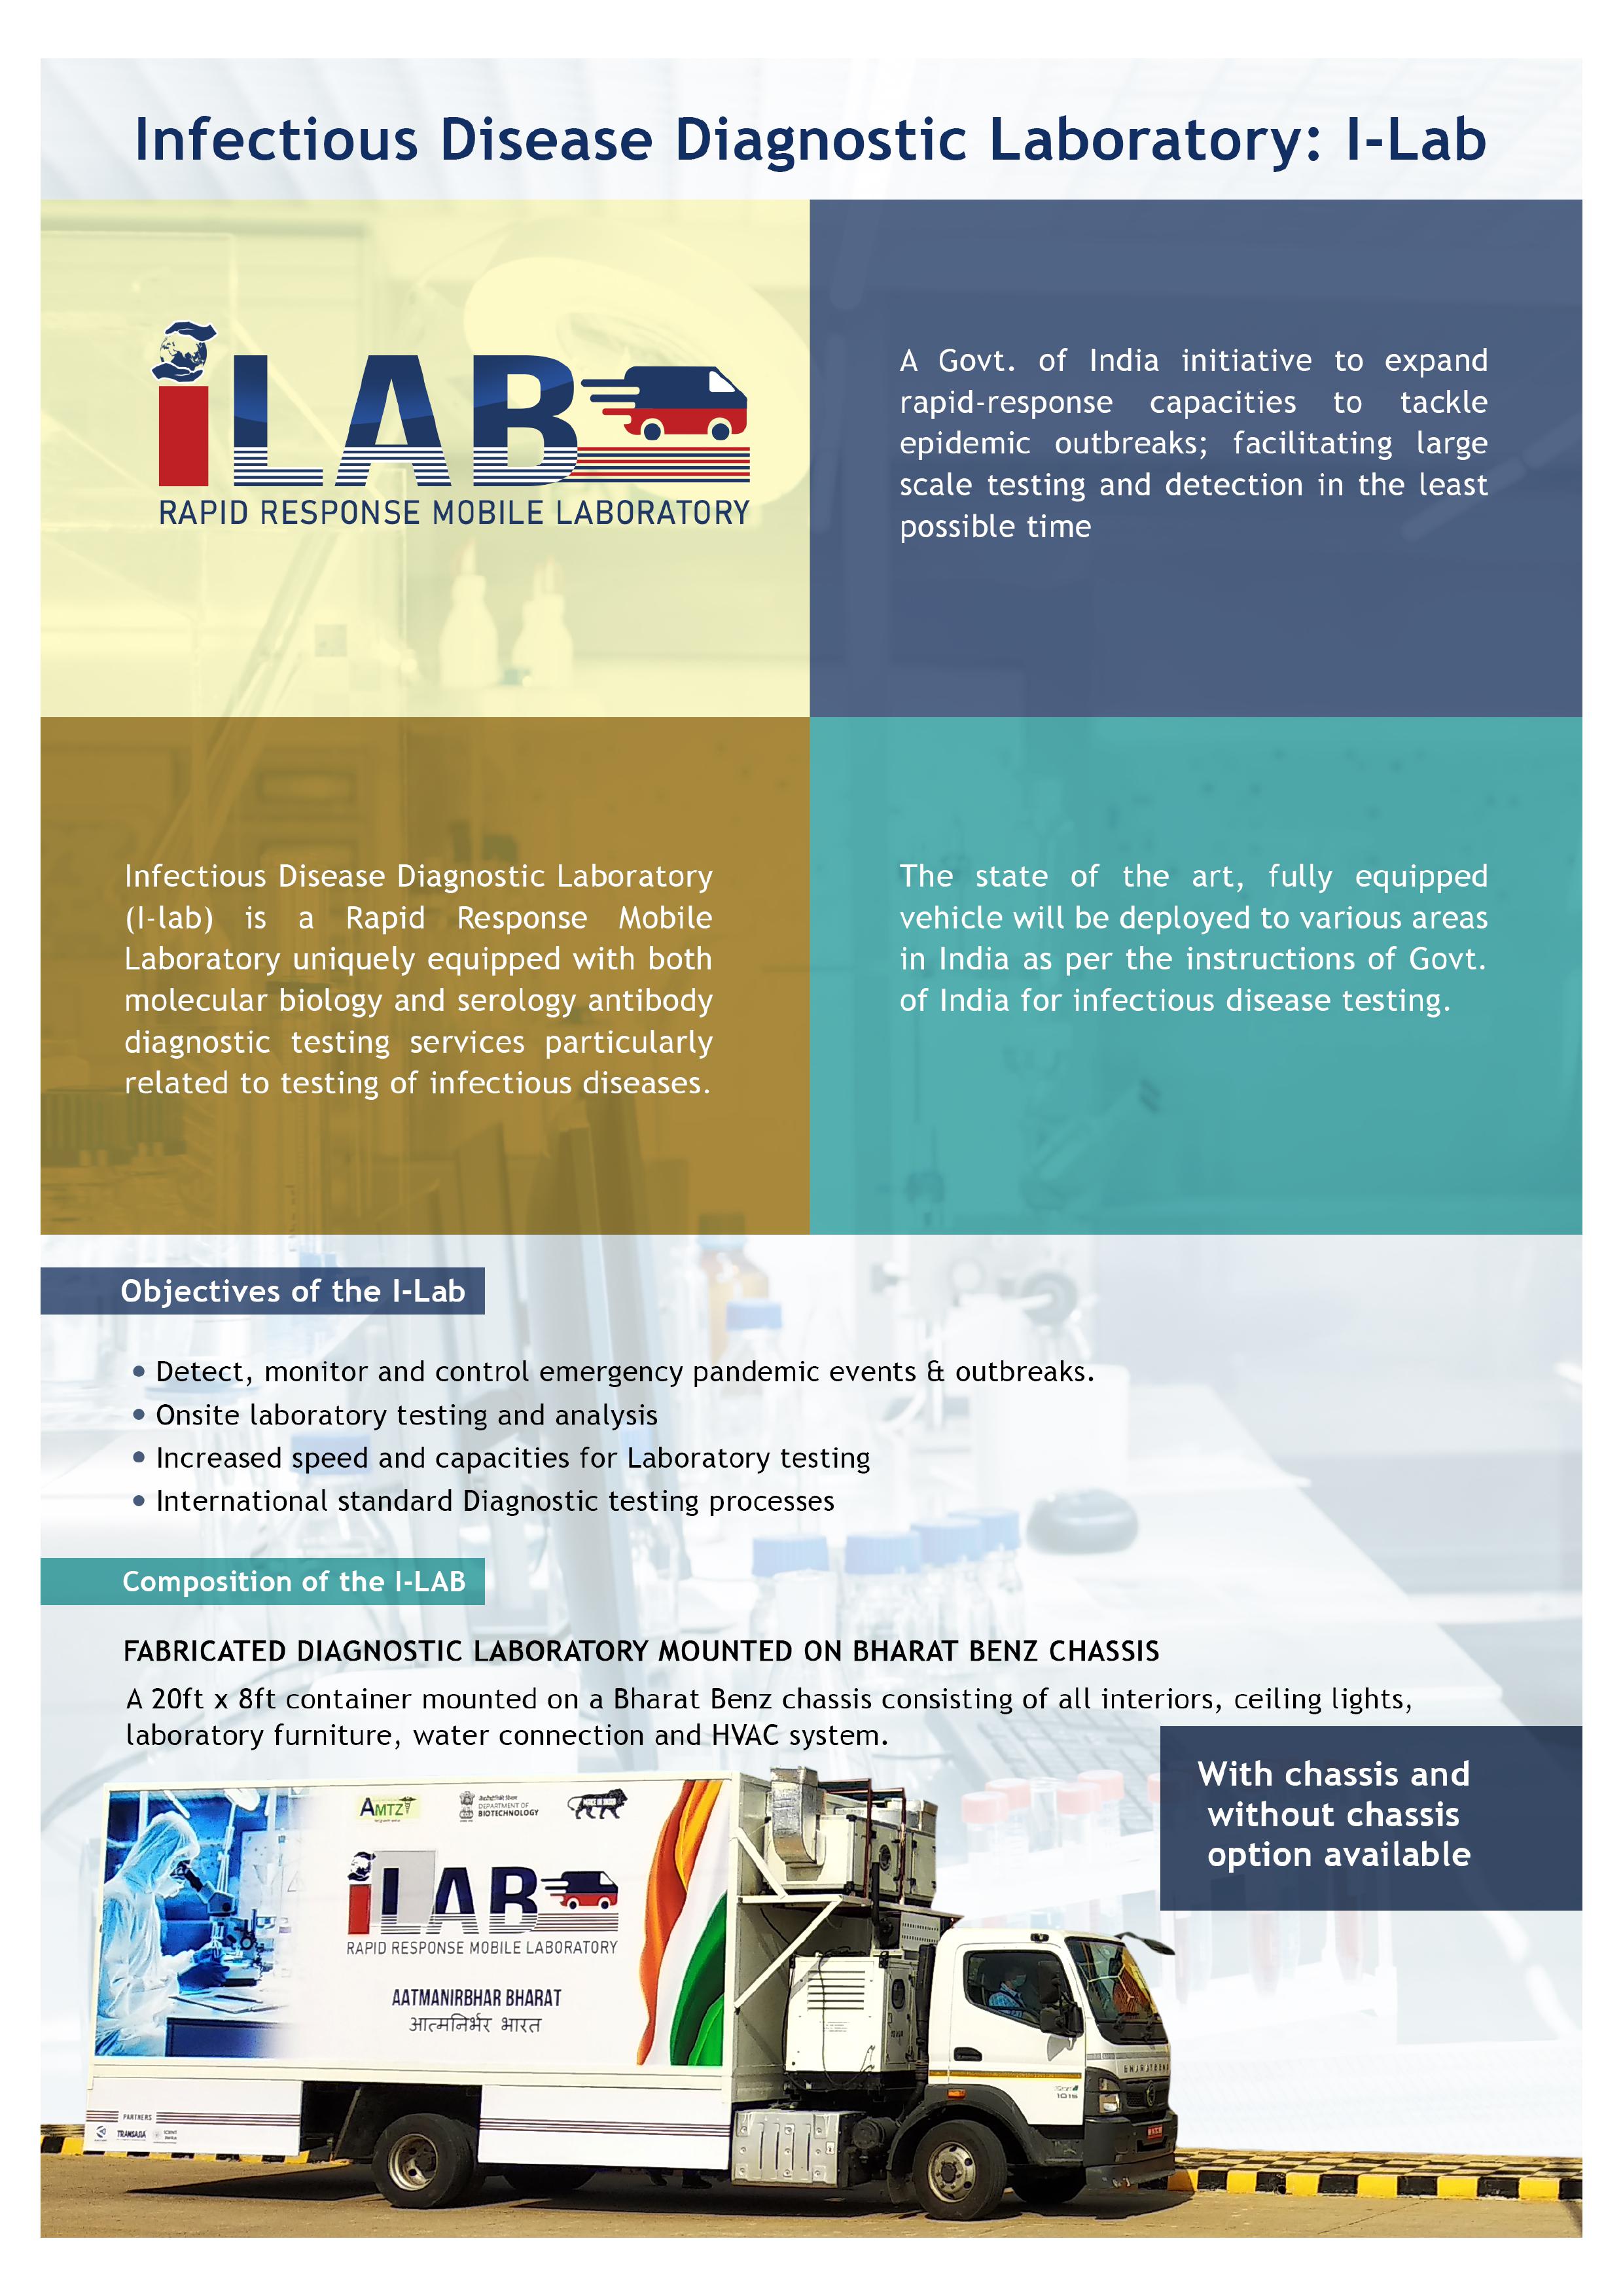 Infectious Disease Diagnostic Laboratory: I-Lab
iLAB
RAPID RESPONSE MOBILE LABORATORY
A Govt. of India initiative to expand
rapid-response capacities to tackle
epidemic outbreaks; facilitating large
scale testing and detection in the least
possible time
Infectious Disease Diagnostic Laboratory
(I-lab) is a Rapid Response Mobile
Laboratory uniquely equipped with both
molecular biology and serology antibody
diagnostic testing services particularly
related to testing of infectious diseases.
The state of the art, fully equipped
vehicle will be deployed to various areas
in India as per the instructions of Govt.
of India for infectious disease testing.
Objectives of the I-Lab
• Detect, monitor and control emergency pandemic events & outbreaks.
• Onsite laboratory testing and analysis
• Increased speed and capacities for Laboratory testing
• International standard Diagnostic testing processes
Composition of the I-LAB
FABRICATED DIAGNOSTIC LABORATORY MOUNTED ON BHARAT BENZ CHASSIS
A 20ft x 8ft container mounted on a Bharat Benz chassis consisting of all interiors, ceiling lights,
laboratory furniture, water connection and HVAC system.
With chassis and
without chassis
option available
AMTZ
DEPARTMENT OF
BIOTECHNOLOGY
iLAB
RAPID RESPONSE MOBILE LABORATORY
AATMANIRBHAR BHARAT
आत्मनिर्भर भारत
BHARATBENZ
1015
PARTNERS
TRANSASIA